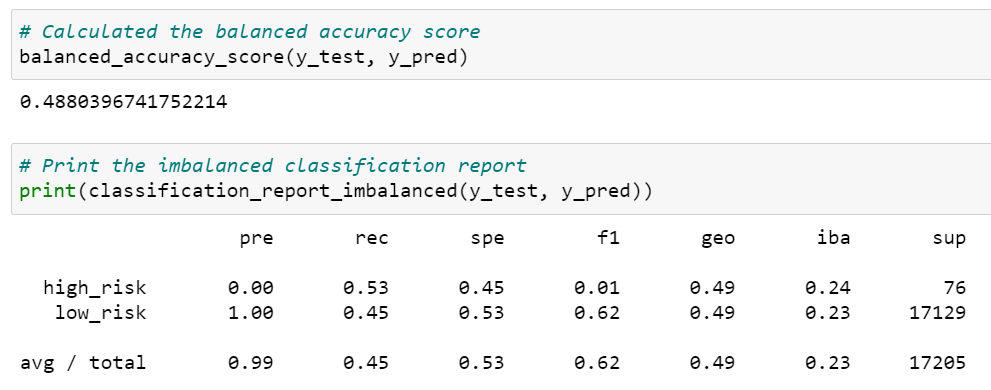 # Calculated the balanced accuracy score
balanced_accuracy_score(y_test, y_pred)
0.4880396741752214
# Print the imbalanced classification report
print(classification_report_imbalanced(y_test, y_pred))
pre rec spe f1 geo iba sup
high_risk 0.00 0.53 0.45 0.01 0.49 0.24 76
low_risk 1.00 0.45 0.53 0.62 0.49 0.23 17129
avg / total 0.99 0.45 0.53 0.62 0.49 0.23 17205